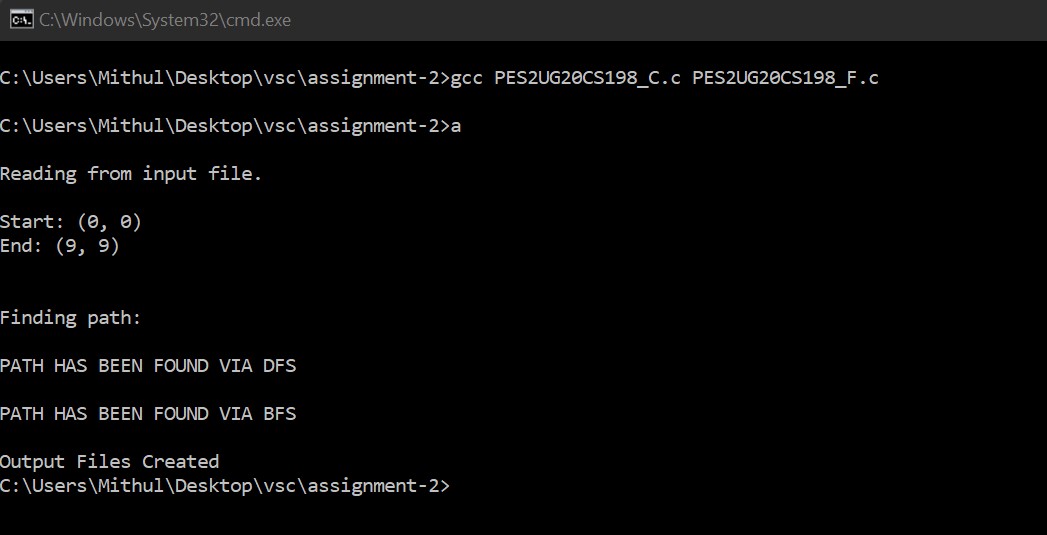 C:\Windows\System32\cmd.exe
C:\Users\Mithul\Desktop\vsc\assignment-2>gcc PES2UG20CS198_C.c PES2UG20CS198_F.c
C:\Users\Mithul\Desktop\vsc\assignment-2>a
Reading from input file.
Start: (0, 0)
End: (9, 9)
Finding path:
PATH HAS BEEN FOUND VIA DFS
PATH HAS BEEN FOUND VIA BFS
Output Files Created
C:\Users\Mithul\Desktop\vsc\assignment-2>